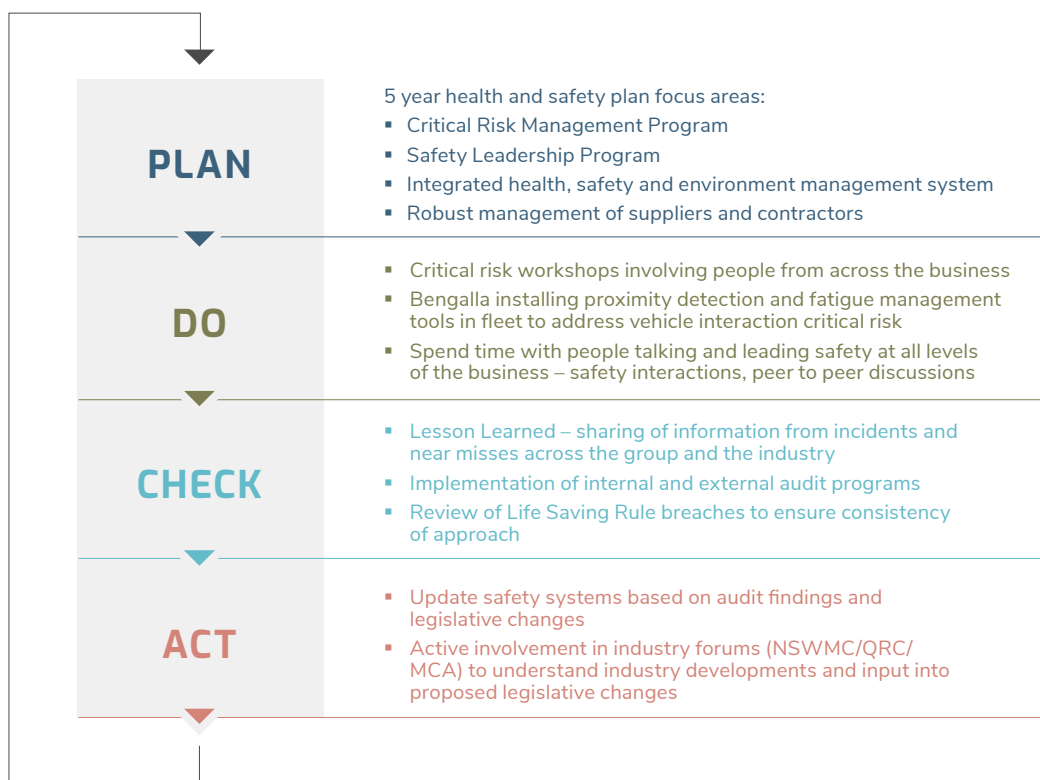 PLAN
5 year health and safety plan focus areas:
▪ Critical Risk Management Program
▪ Safety Leadership Program
▪ Integrated health, safety and environment management system
▪ Robust management of suppliers and contractors
DO
▪ Critical risk workshops involving people from across the business
▪ Bengalla installing proximity detection and fatigue management
tools in fleet to address vehicle interaction critical risk
▪ Spend time with people talking and leading safety at all levels
of the business – safety interactions, peer to peer discussions
CHECK
▪ Lesson Learned – sharing of information from incidents and
near misses across the group and the industry
▪ Implementation of internal and external audit programs
▪ Review of Life Saving Rule breaches to ensure consistency
of approach
ACT
▪ Update safety systems based on audit findings and
legislative changes
▪ Active involvement in industry forums (NSWMC/QRC/
MCA) to understand industry developments and input into
proposed legislative changes